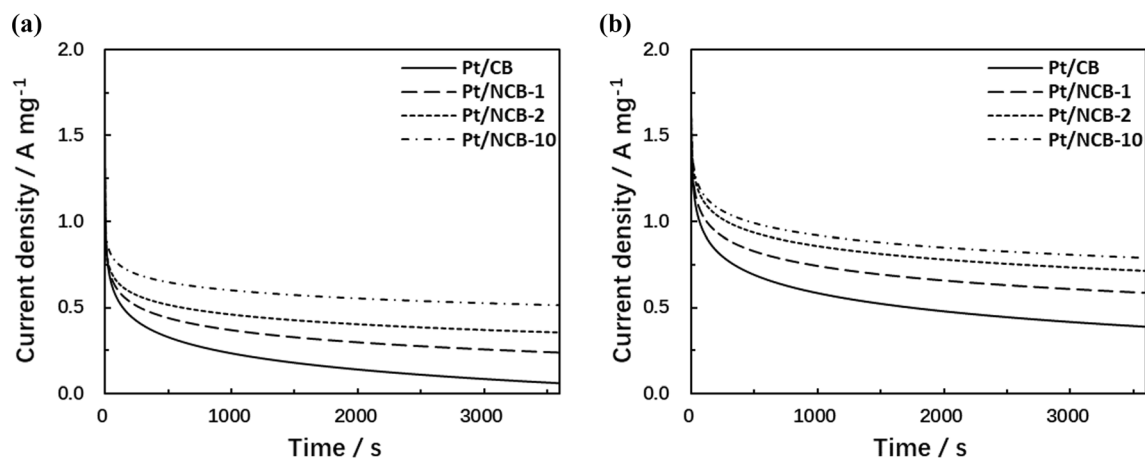 (a)
2.0
1.5
1.0
0.5
0.0
Current density / A mg⁻¹
Pt/CB
Pt/NCB-1
Pt/NCB-2
Pt/NCB-10
0 1000 2000 3000
Time / s
(b)
2.0
1.5
1.0
0.5
0.0
Current density / A mg⁻¹
Pt/CB
Pt/NCB-1
Pt/NCB-2
Pt/NCB-10
0 1000 2000 3000
Time / s